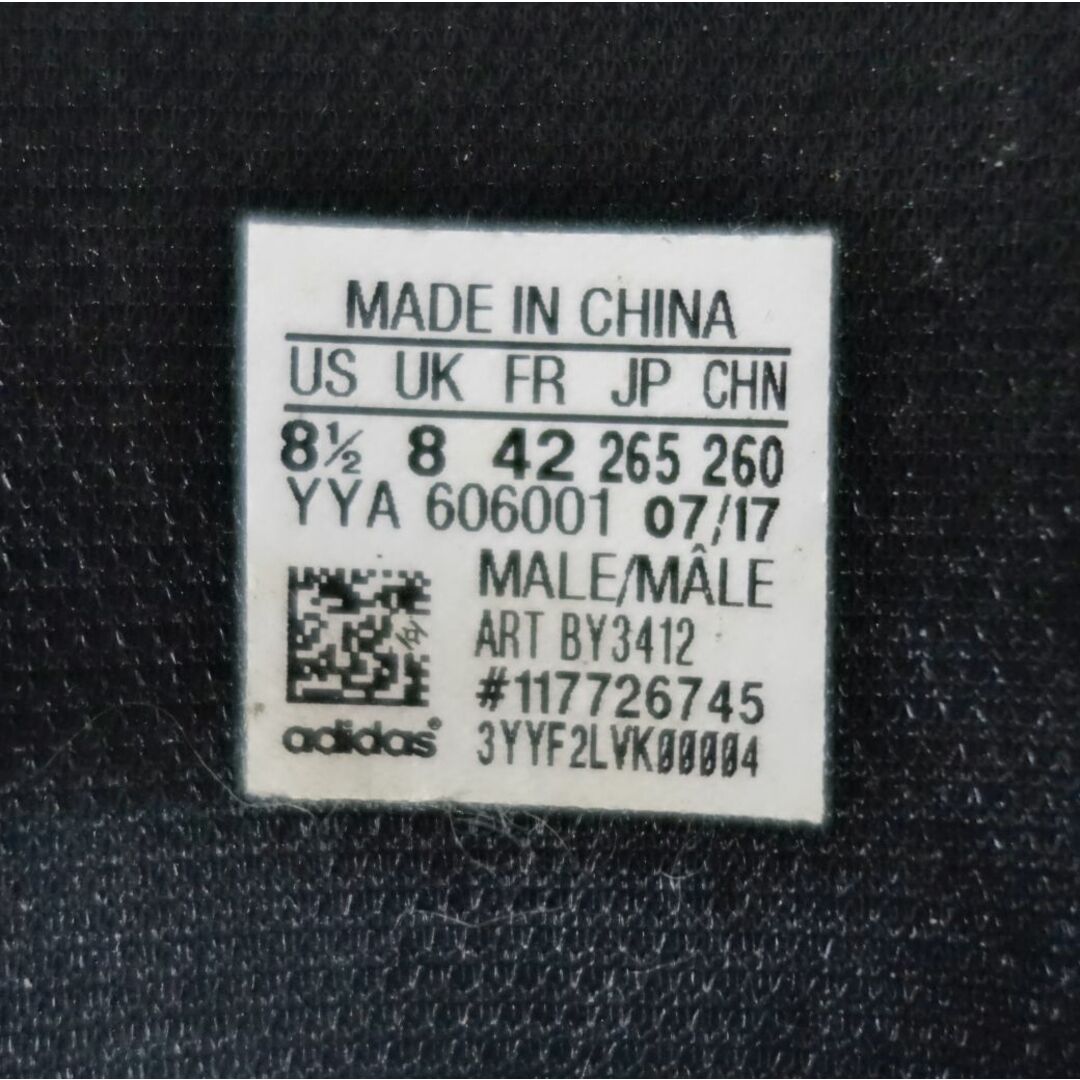 MADE IN CHINA
US UK FR JP CHN
8½ 8 42 265 260
YYA 606001 07/17
MALE/MÂLE
ART BY3412
#117726745
adidas® 3YYF2LVK00004